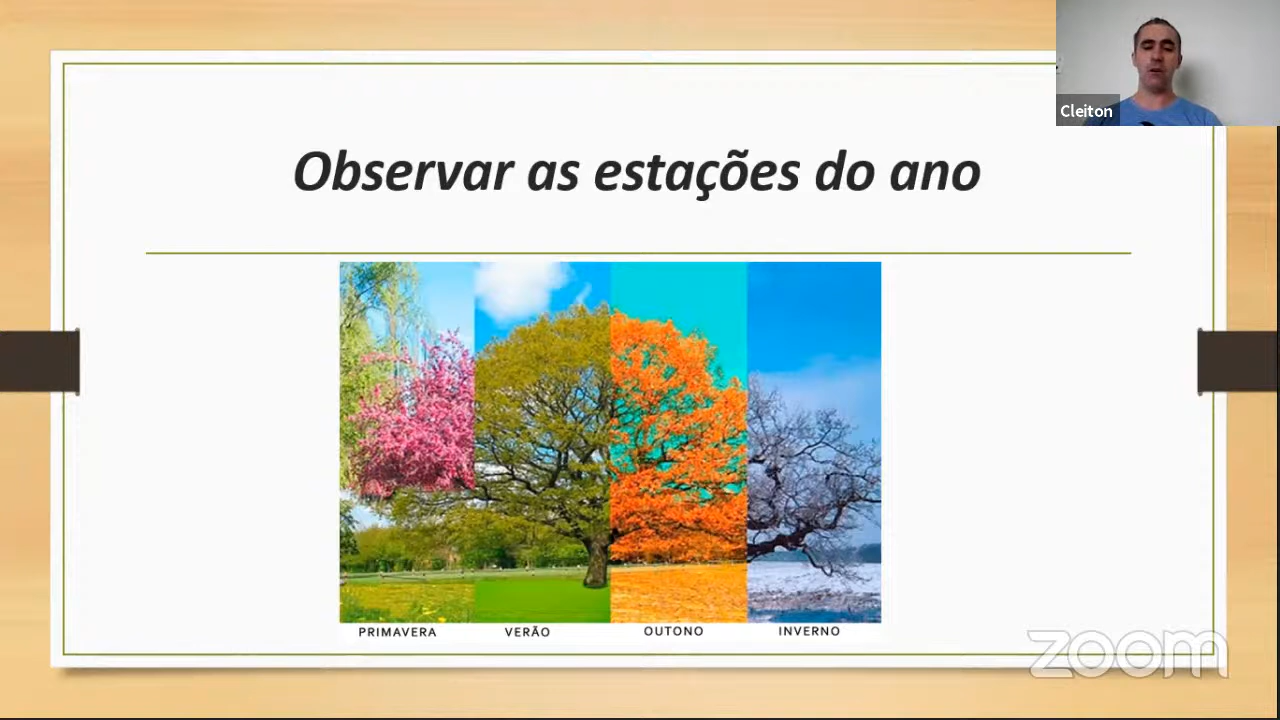 Cleiton
Observar as estações do ano
PRIMAVERA VERÃO OUTONO INVERNO
zoom